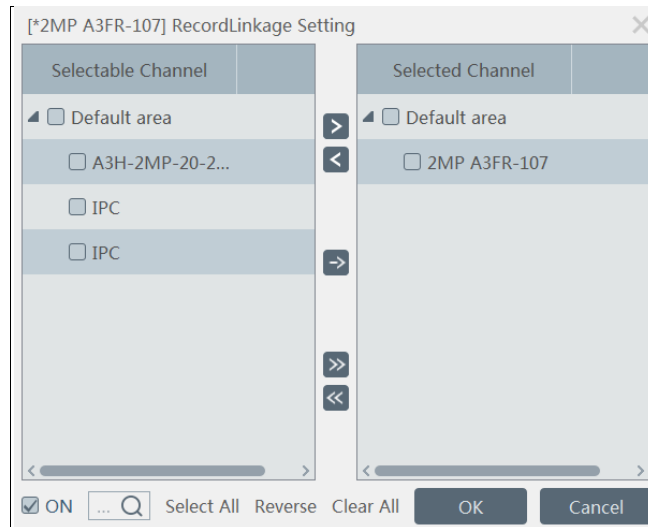 [*2MP A3FR-107] RecordLinkage Setting
Selectable Channel
Default area
A3H-2MP-20-2...
IPC
IPC
Selected Channel
Default area
2MP A3FR-107
ON ... Select All Reverse Clear All OK Cancel